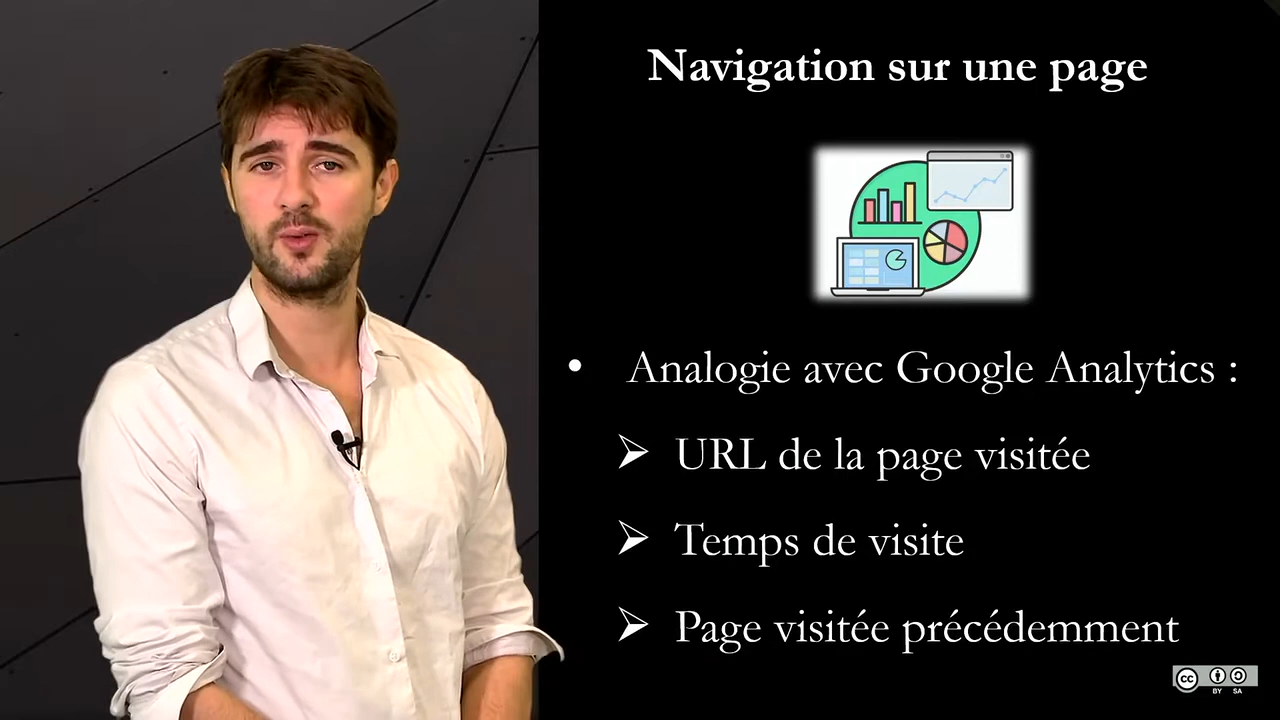 Navigation sur une page
• Analogie avec Google Analytics :
➢ URL de la page visitée
➢ Temps de visite
➢ Page visitée précédemment
cc BY SA